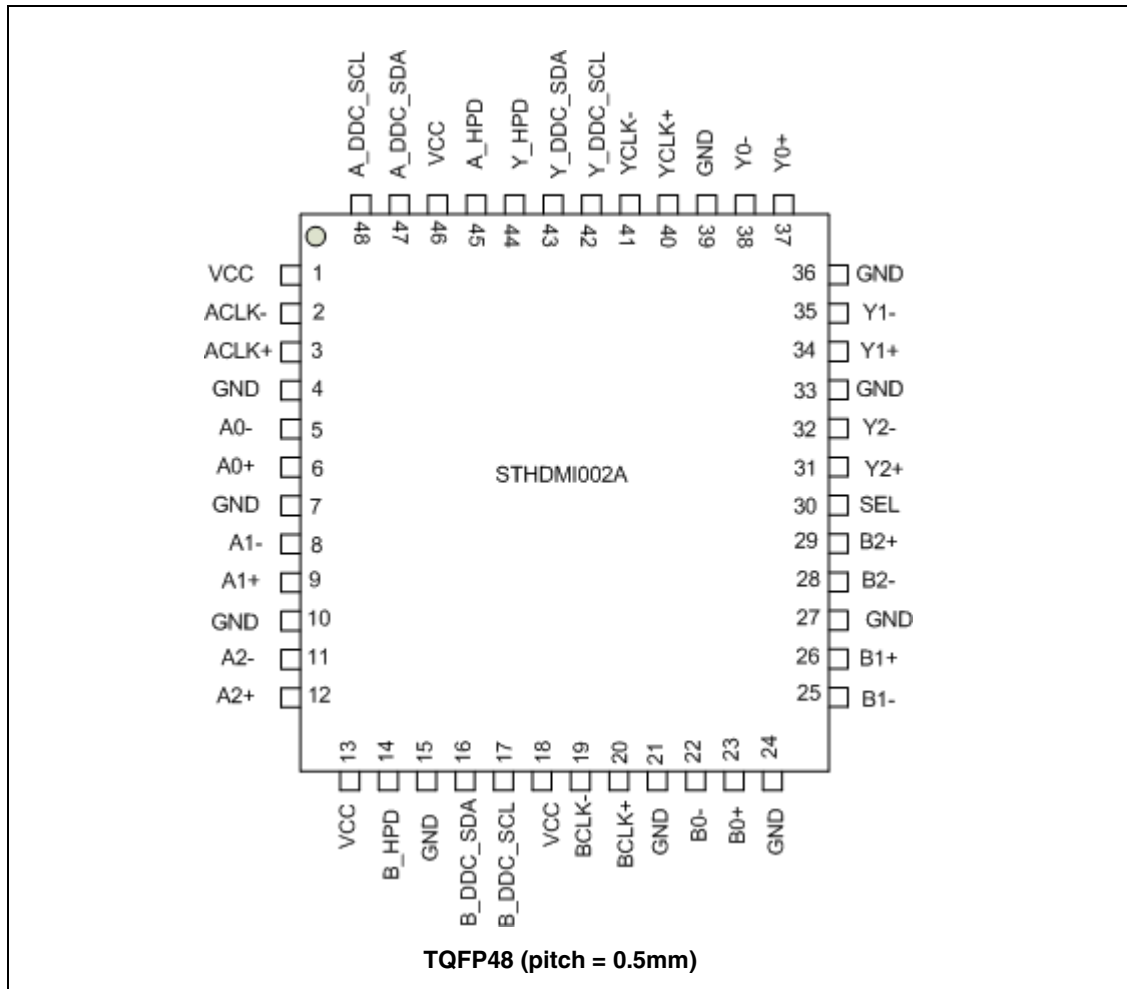 A_DDC_SCL
A_DDC_SDA
VCC
A_HPD
Y_HPD
Y_DDC_SDA
Y_DDC_SCL
YCLK-
YCLK+
GND
Y0-
Y0+
48
47
46
45
44
43
42
41
40
39
38
37
VCC 1
ACLK- 2
ACLK+ 3
GND 4
A0- 5
A0+ 6
GND 7
A1- 8
A1+ 9
GND 10
A2- 11
A2+ 12
STHDMI002A
36 GND
35 Y1-
34 Y1+
33 GND
32 Y2-
31 Y2+
30 SEL
29 B2+
28 B2-
27 GND
26 B1+
25 B1-
13
14
15
16
17
18
19
20
21
22
23
24
VCC
B_HPD
GND
B_DDC_SDA
B_DDC_SCL
VCC
BCLK-
BCLK+
GND
B0-
B0+
GND
TQFP48 (pitch = 0.5mm)